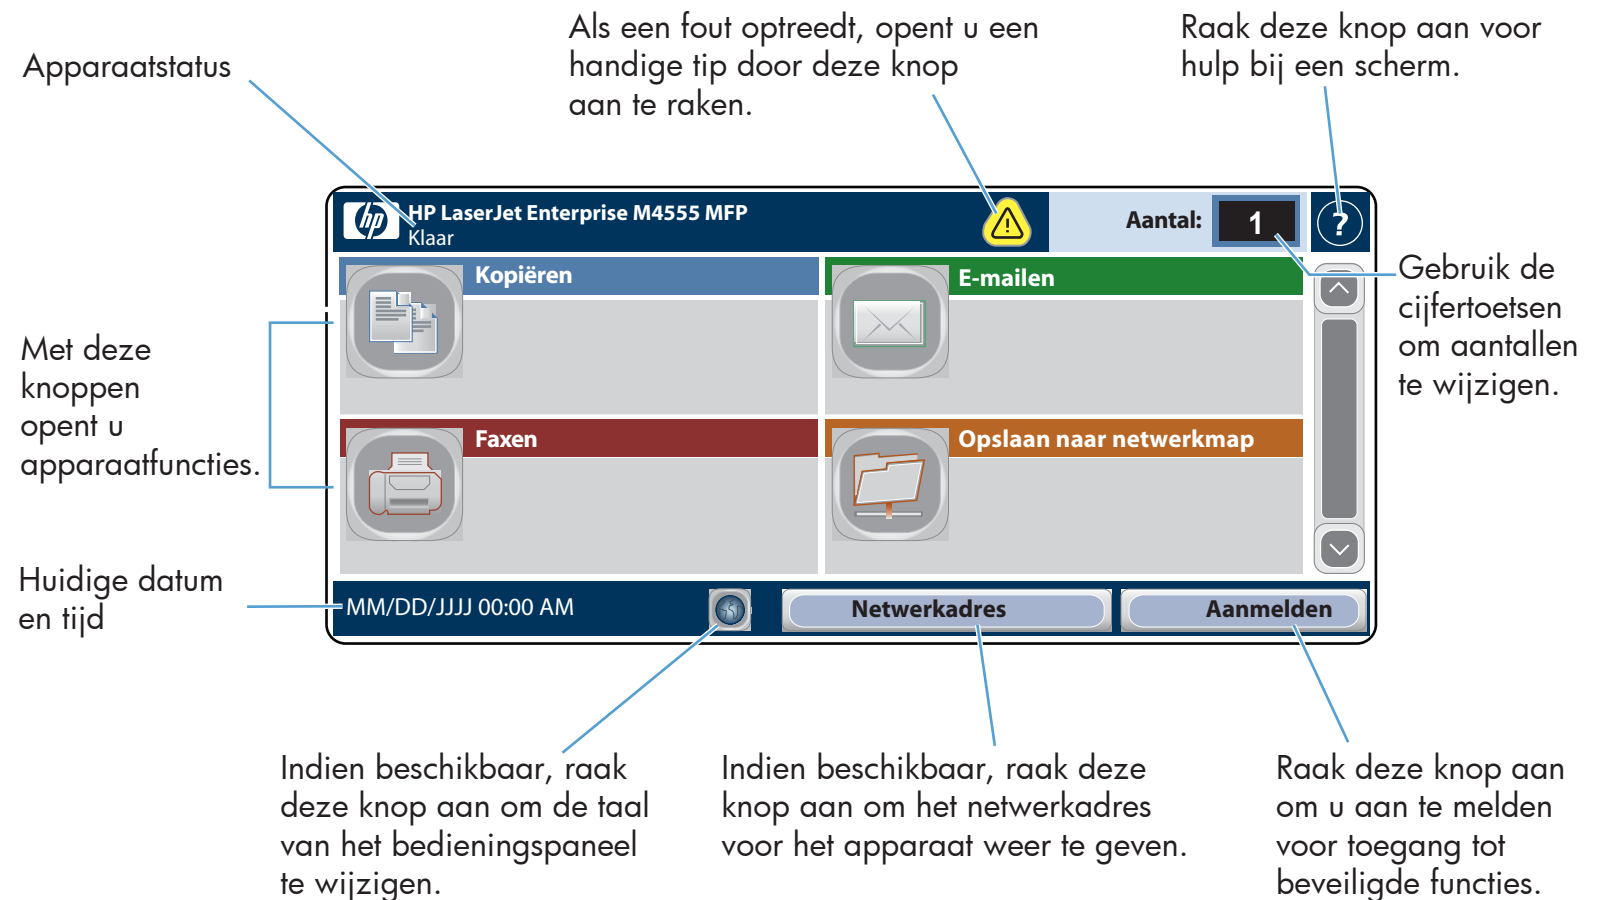 Als een fout optreedt, opent u een
handige tip door deze knop
aan te raken.
Raak deze knop aan voor
hulp bij een scherm.
Apparaatstatus
hp
HP LaserJet Enterprise M4555 MFP
Klaar
Aantal:
1
?
Kopiëren
E-mailen
Gebruik de
cijfertoetsen
om aantallen
te wijzigen.
Met deze
knoppen
opent u
apparaatfuncties.
Faxen
Opslaan naar netwerkmap
Huidige datum
en tijd
MM/DD/JJJJ 00:00 AM
Netwerkadres
Aanmelden
Indien beschikbaar, raak
deze knop aan om de taal
van het bedieningspaneel
te wijzigen.
Indien beschikbaar, raak deze
knop aan om het netwerkadres
voor het apparaat weer te geven.
Raak deze knop aan
om u aan te melden
voor toegang tot
beveiligde functies.